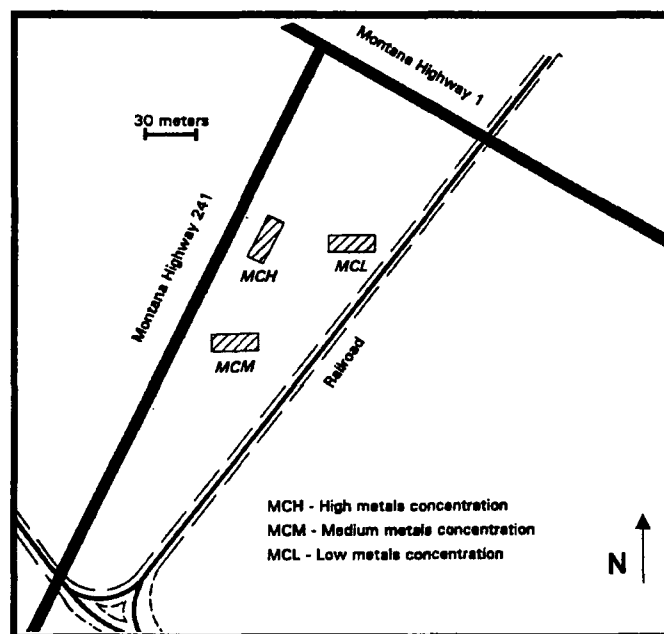 Montana Highway 1
30 meters
Montana Highway 241
MCH
MCL
MCM
Railroad
MCH - High metals concentration
MCM - Medium metals concentration
MCL - Low metals concentration
N